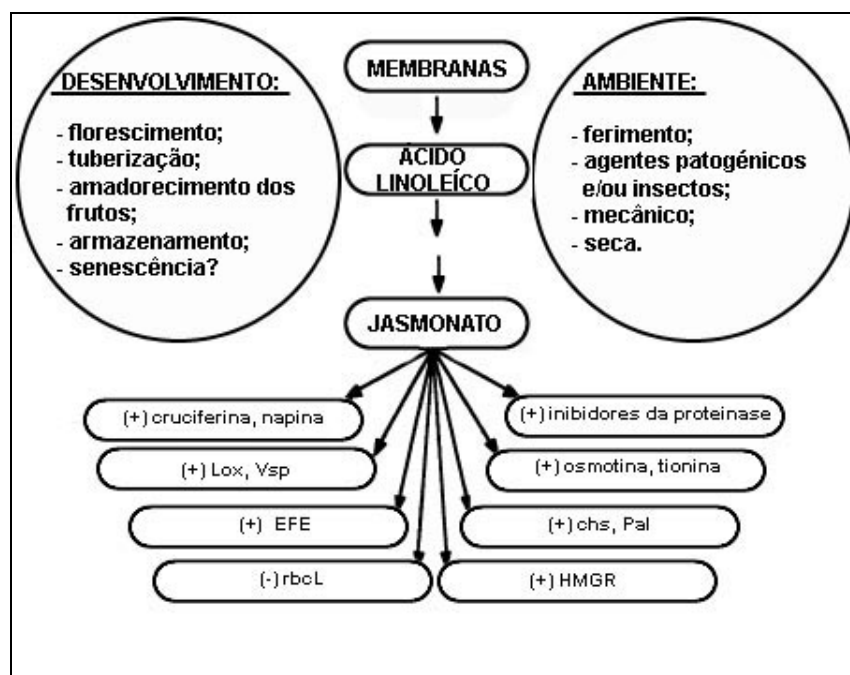 DESENVOLVIMENTO:
- florescimento;
- tuberização;
- amadorecimento dos
frutos;
- armazenamento;
- senescência?
MEMBRANAS
ÁCIDO
LINOLEÍCO
JASMONATO
AMBIENTE:
- ferimento;
- agentes patogénicos
e/ou insectos;
- mecânico;
- seca.
(+) cruciferina, napina
(+) inibidores da proteinase
(+) Lox, Vsp
(+) osmotina, tionina
(+) EFE
(+) chs, Pal
(-) rbcL
(+) HMGR